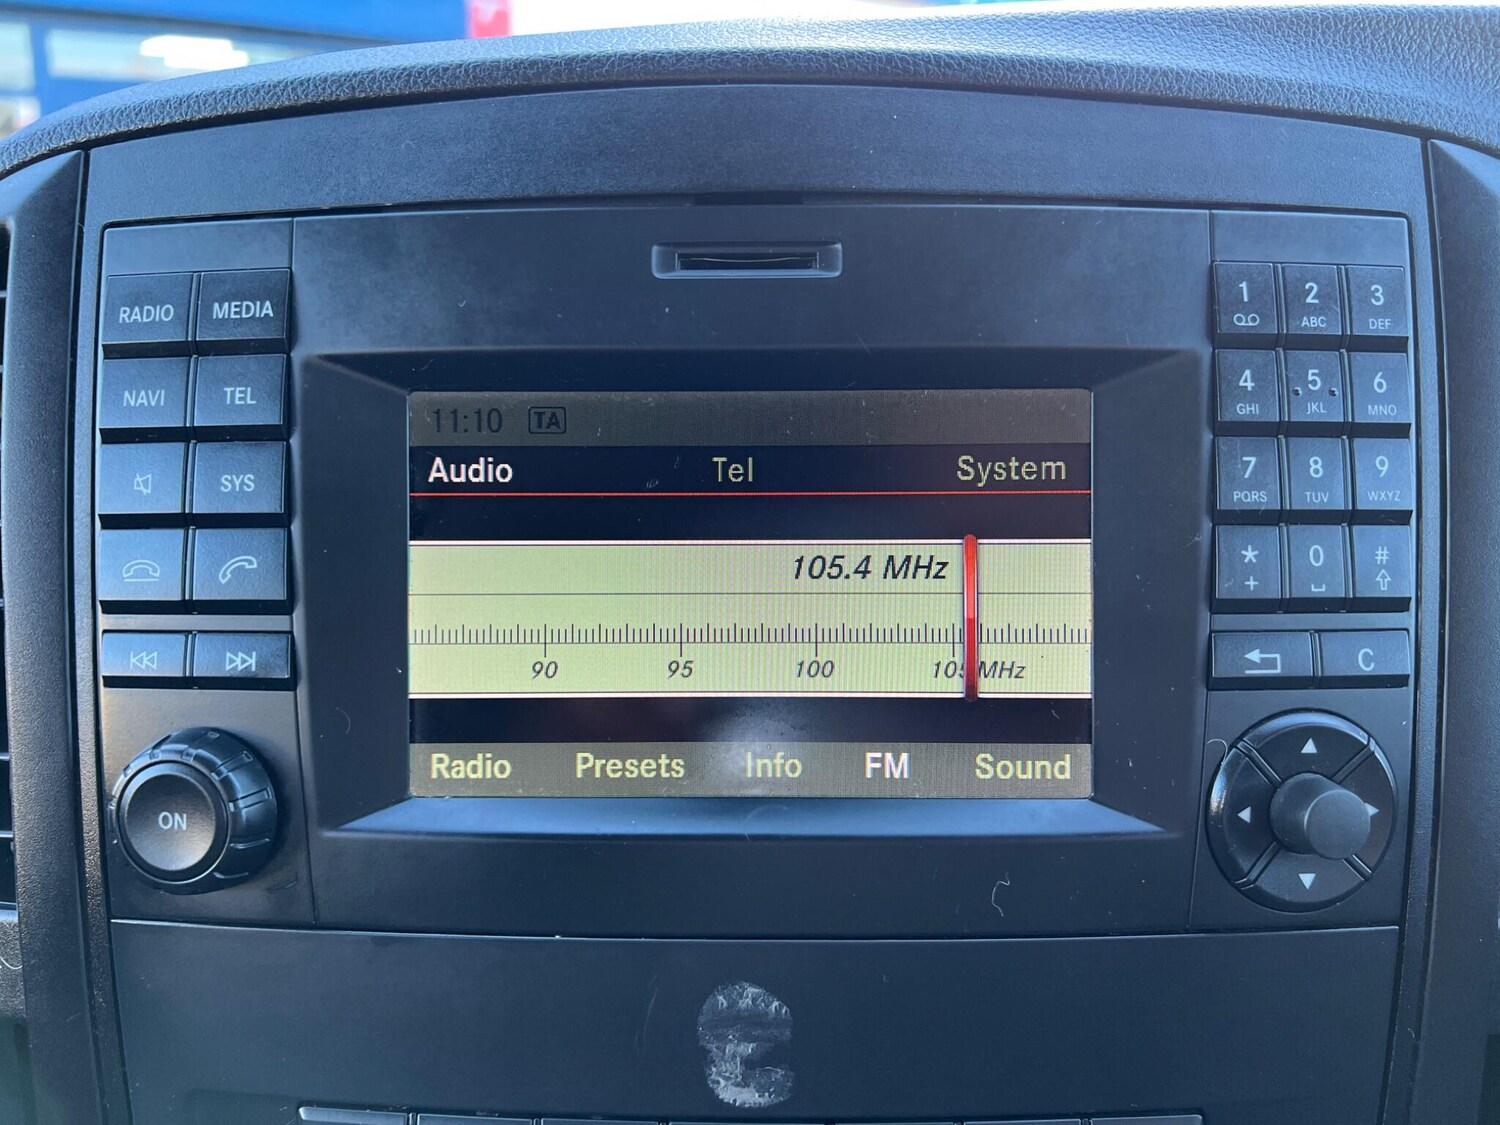 RADIO MEDIA
NAVI TEL
SYS
ON
11:10 TA
Audio Tel System
105.4 MHz
90 95 100 105 MHz
Radio Presets Info FM Sound
1 2 3
ABC DEF
4 5 6
GHI JKL MNO
7 8 9
PQRS TUV WXYZ
* 0 #
+
C